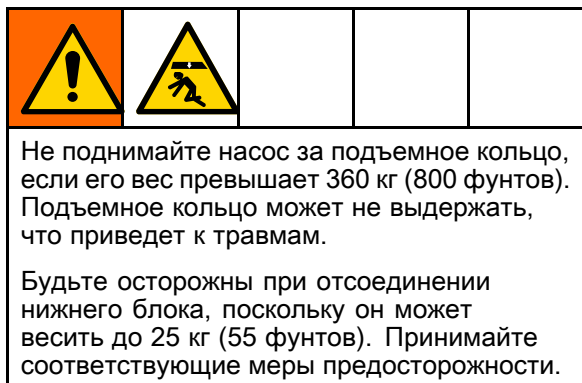 Не поднимайте насос за подъемное кольцо,
если его вес превышает 360 кг (800 фунтов).
Подъемное кольцо может не выдержать,
что приведет к травмам.
Будьте осторожны при отсоединении
нижнего блока, поскольку он может
весить до 25 кг (55 фунтов). Принимайте
соответствующие меры предосторожности.